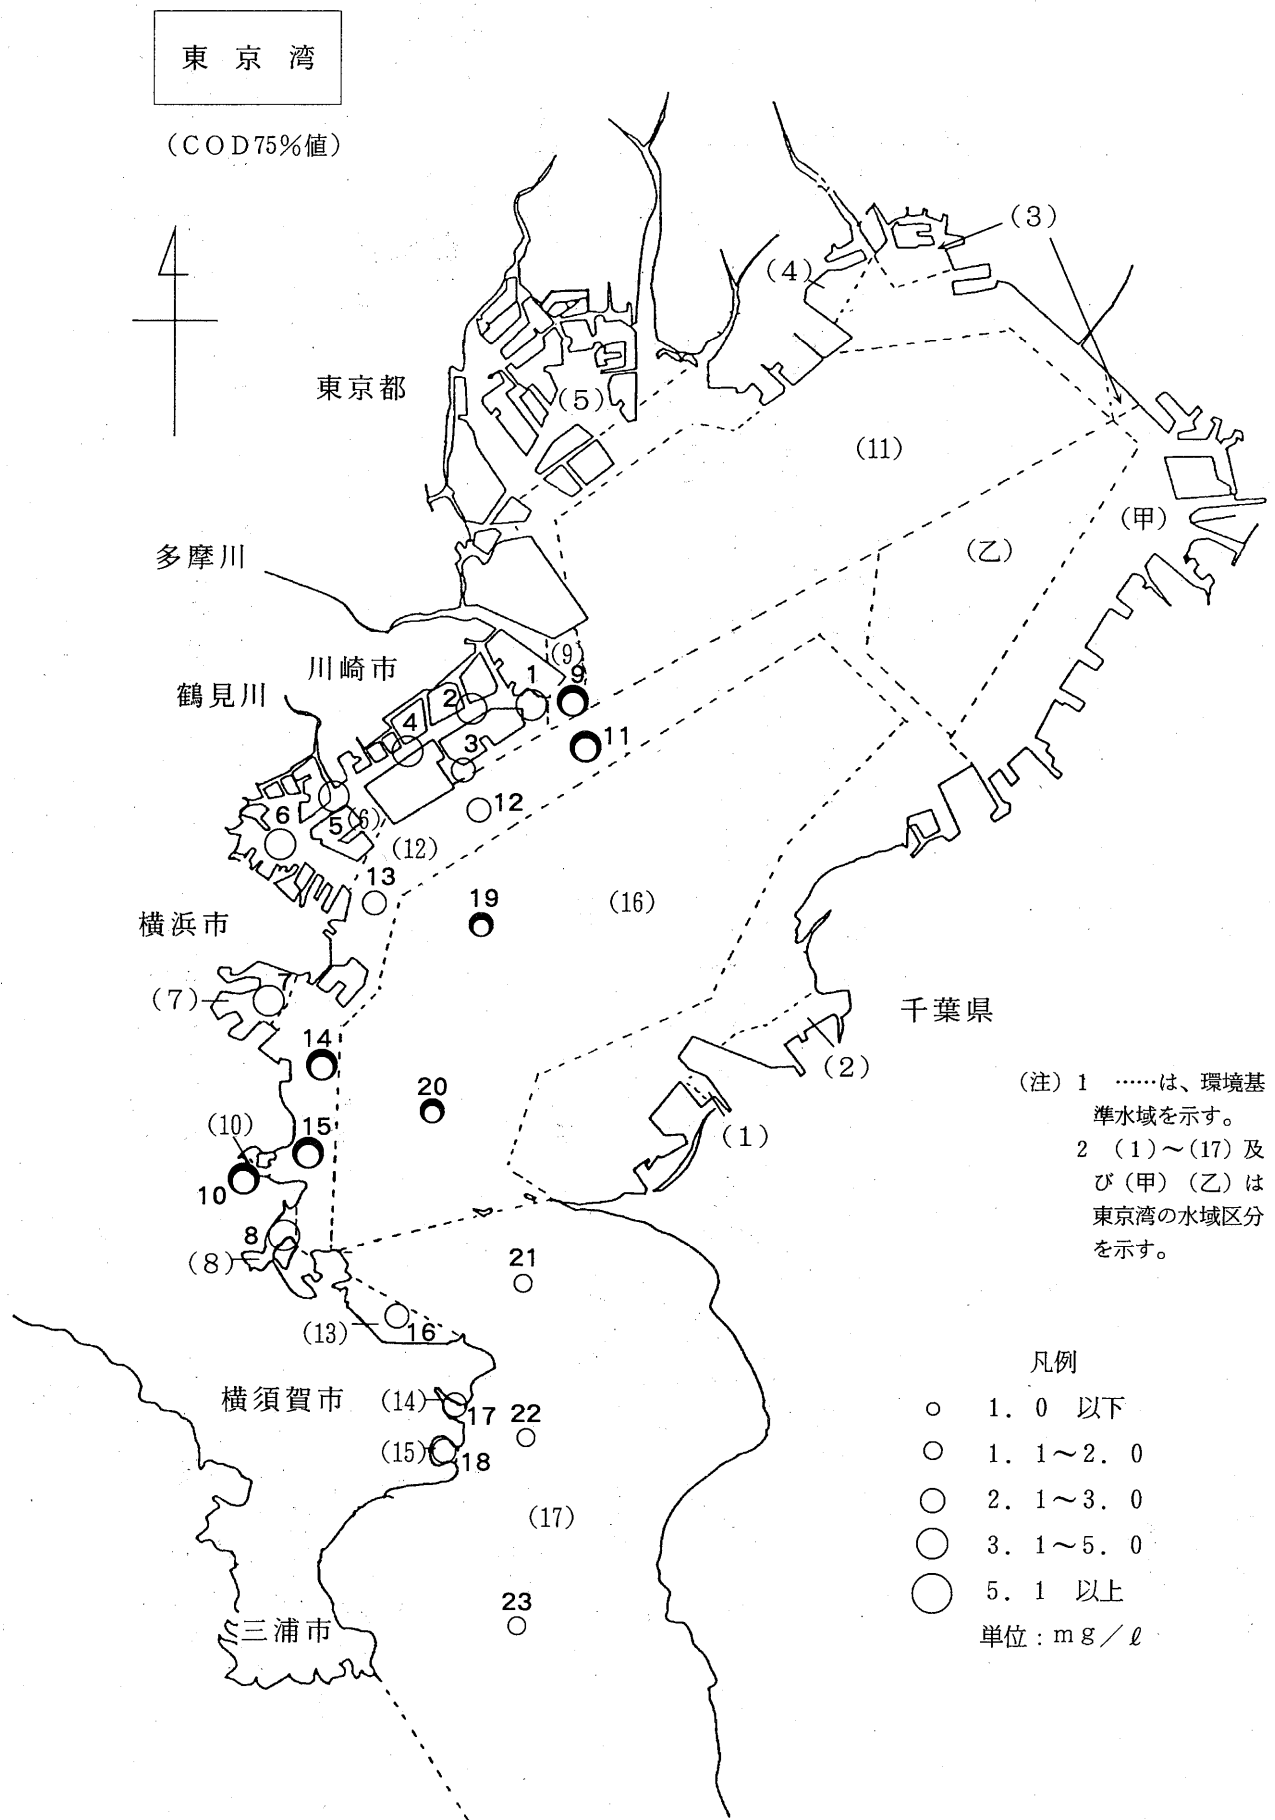 東京湾
(COD75%値)
(3)
(4)
東京都
(5)
(11)
(甲)
(乙)
多摩川
川崎市
(9)
鶴見川
1
9
2
4
3
11
6
5
(6)
12
(12)
13
横浜市
19
(16)
(7)
千葉県
14
20
(2)
(10)
15
(1)
10
8
(8)
21
(13)
16
横須賀市
(14)
17
22
(15)
18
(17)
23
三浦市
(注) 1 ……は、環境基
準水域を示す。
2 (1)~(17) 及
び(甲)(乙)は
東京湾の水域区分
を示す。
凡例
1.0 以下
1.1~2.0
2.1~3.0
3.1~5.0
5.1 以上
単位:mg/ℓ